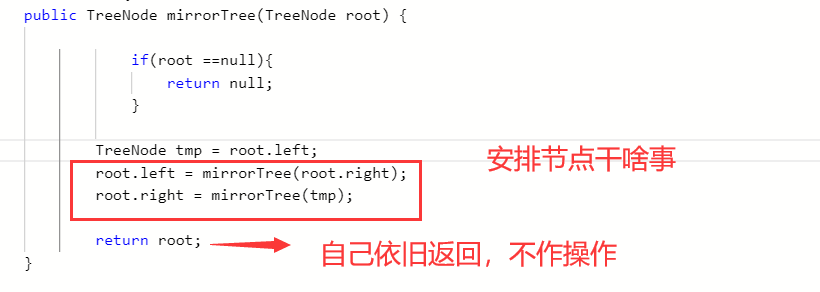 public TreeNode mirrorTree(TreeNode root) {
if(root ==null){
return null;
}
TreeNode tmp = root.left;
安排节点干啥事
root.left = mirrorTree(root.right);
root.right = mirrorTree(tmp);
return root;
自己依旧返回，不作操作
}